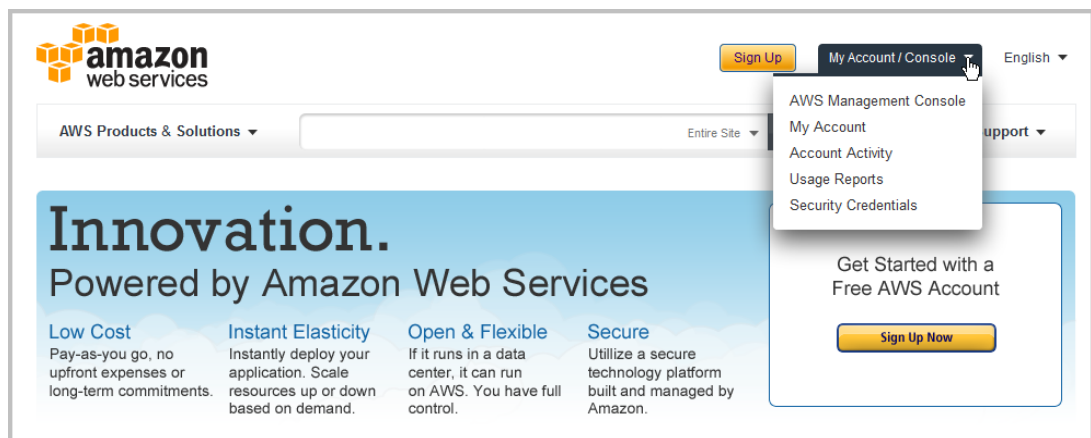 amazon
web services
Sign Up
My Account / Console
English
AWS Management Console
My Account
Account Activity
Usage Reports
Security Credentials
AWS Products & Solutions
Entire Site
upport
Innovation.
Powered by Amazon Web Services
Low Cost
Pay-as-you go, no
upfront expenses or
long-term commitments.
Instant Elasticity
Instantly deploy your
application. Scale
resources up or down
based on demand.
Open & Flexible
If it runs in a data
center, it can run
on AWS. You have full
control.
Secure
Utillize a secure
technology platform
built and managed by
Amazon.
Get Started with a
Free AWS Account
Sign Up Now